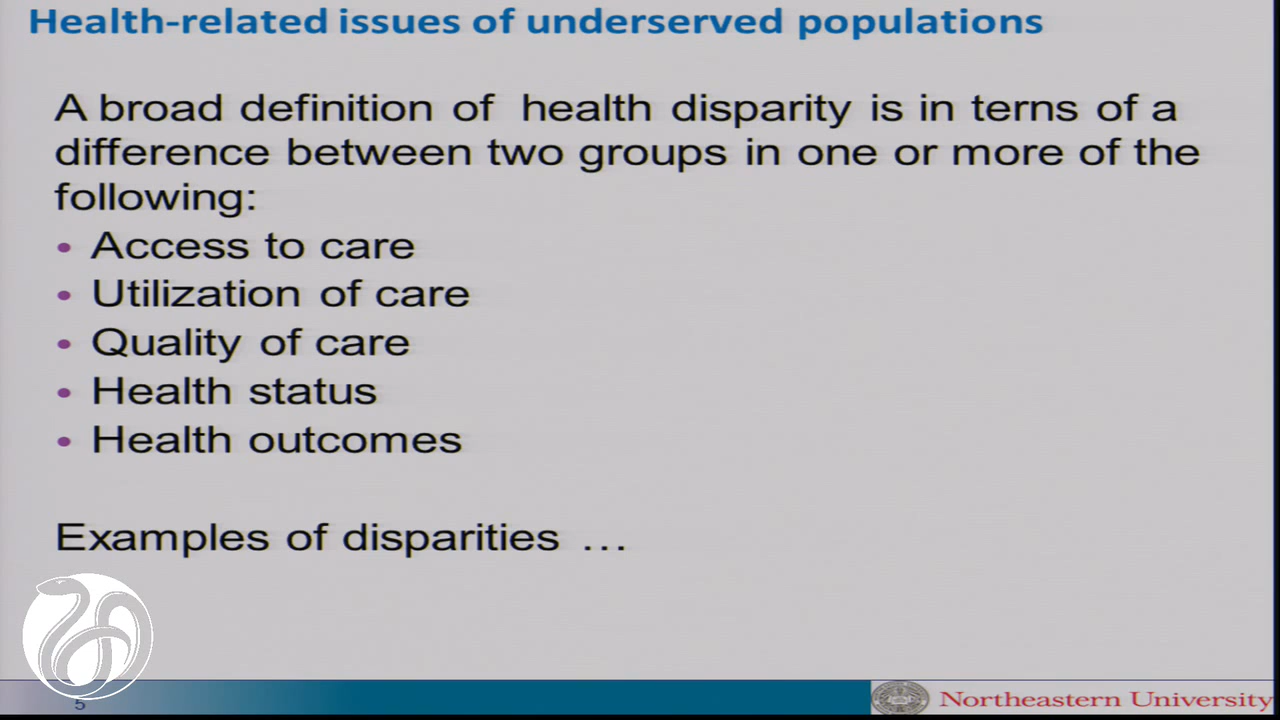 Health-related issues of underserved populations
A broad definition of health disparity is in terns of a
difference between two groups in one or more of the
following:
• Access to care
• Utilization of care
• Quality of care
• Health status
• Health outcomes
Examples of disparities ...
5
Northeastern University